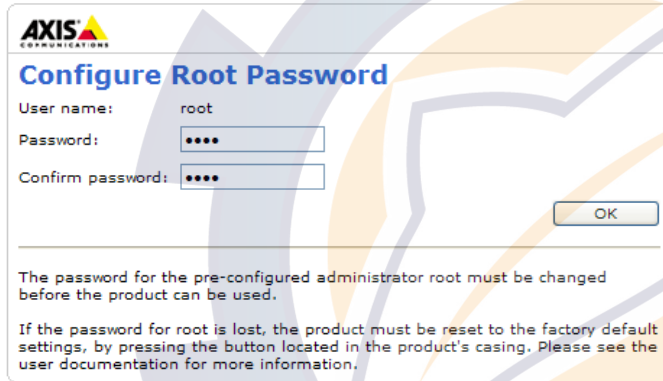 AXIS
COMMUNICATIONS
Configure Root Password
User name: root
Password: ••••
Confirm password: ••••
OK
The password for the pre-configured administrator root must be changed
before the product can be used.
If the password for root is lost, the product must be reset to the factory default
settings, by pressing the button located in the product's casing. Please see the
user documentation for more information.